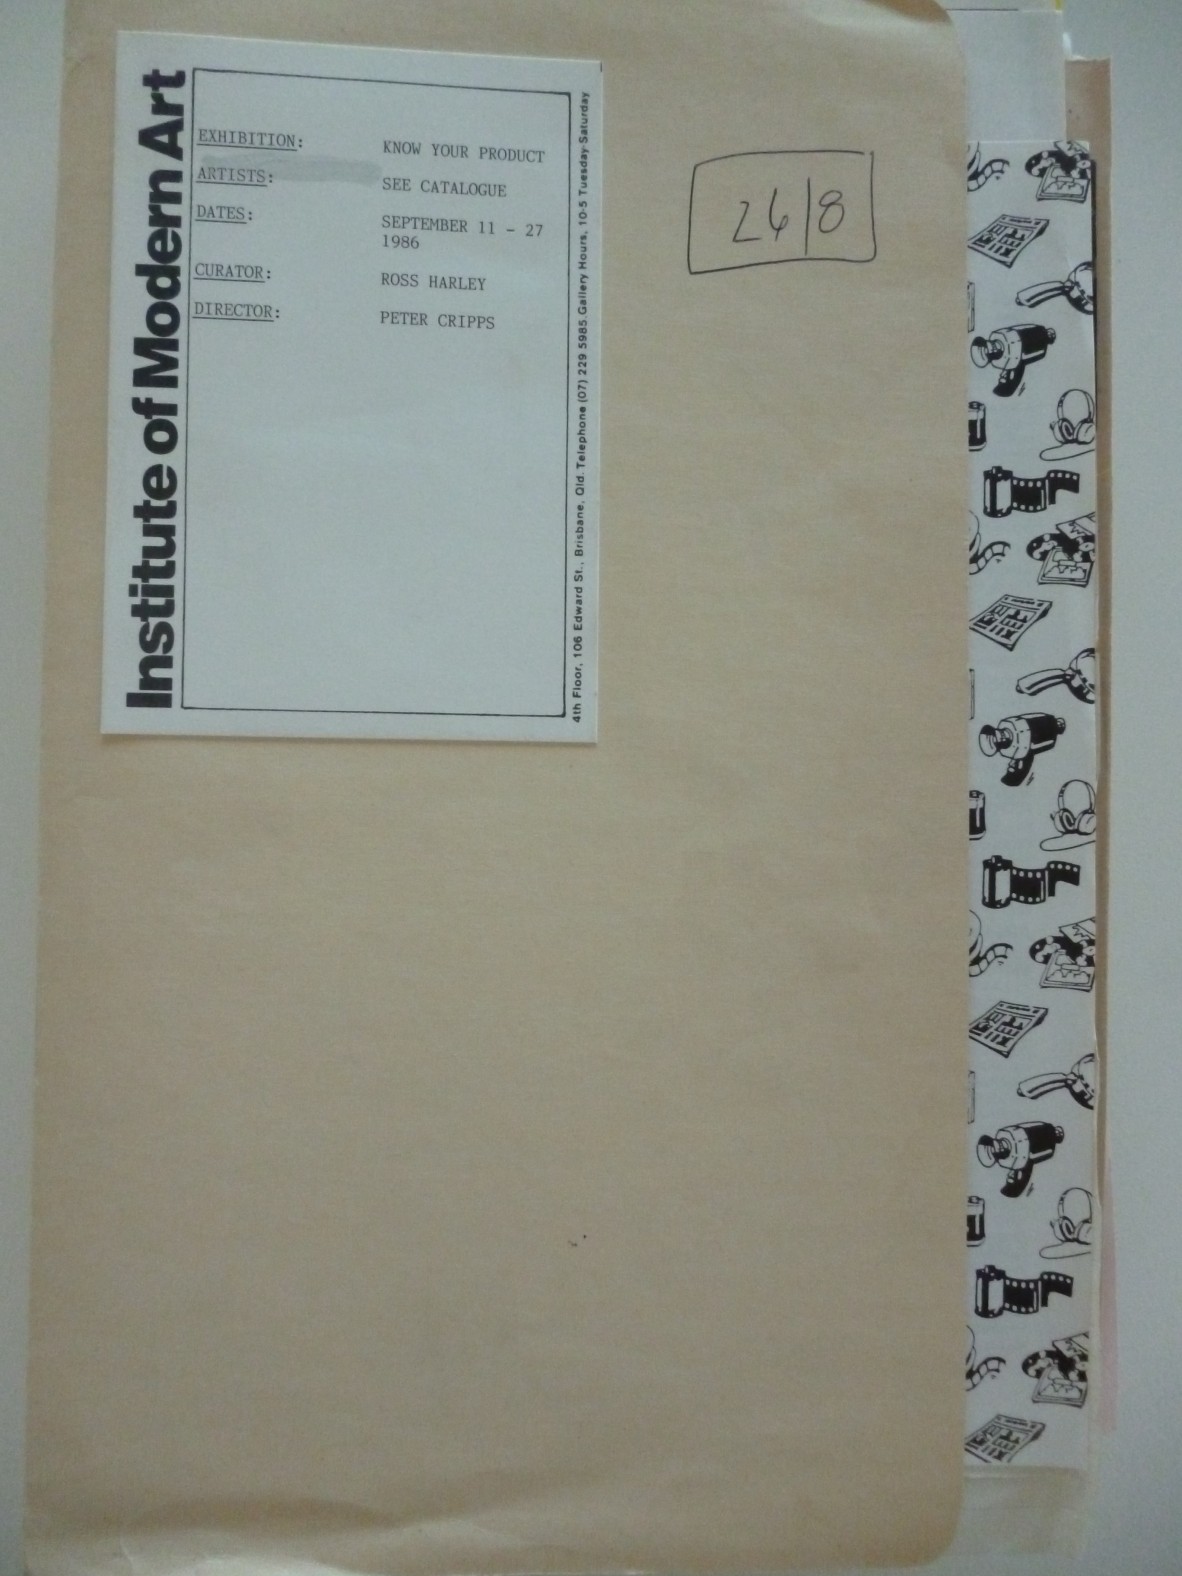 Institute of Modern Art
EXHIBITION: KNOW YOUR PRODUCT
ARTISTS: SEE CATALOGUE
DATES: SEPTEMBER 11 - 27
1986
CURATOR: ROSS HARLEY
DIRECTOR: PETER CRIPPS
4th Floor, 106 Edward St., Brisbane, Qld. Telephone (07) 229 5985 Gallery Hours, 10-5 Tuesday-Saturday
26/8